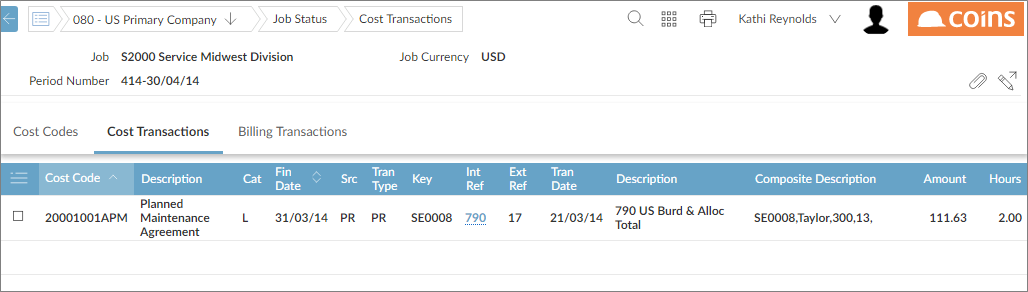 080 - US Primary Company Job Status Cost Transactions Kathi Reynolds coins
Job S2000 Service Midwest Division Job Currency USD
Period Number 414-30/04/14
Cost Codes Cost Transactions Billing Transactions
Cost Code Description Cat Fin Date Src Tran Type Key Int Ref Ext Ref Tran Date Description Composite Description Amount Hours
20001001APM Planned Maintenance Agreement L 31/03/14 PR PR SE0008 790 17 21/03/14 790 US Burd & Alloc Total SE0008,Taylor,300,13, 111.63 2.00